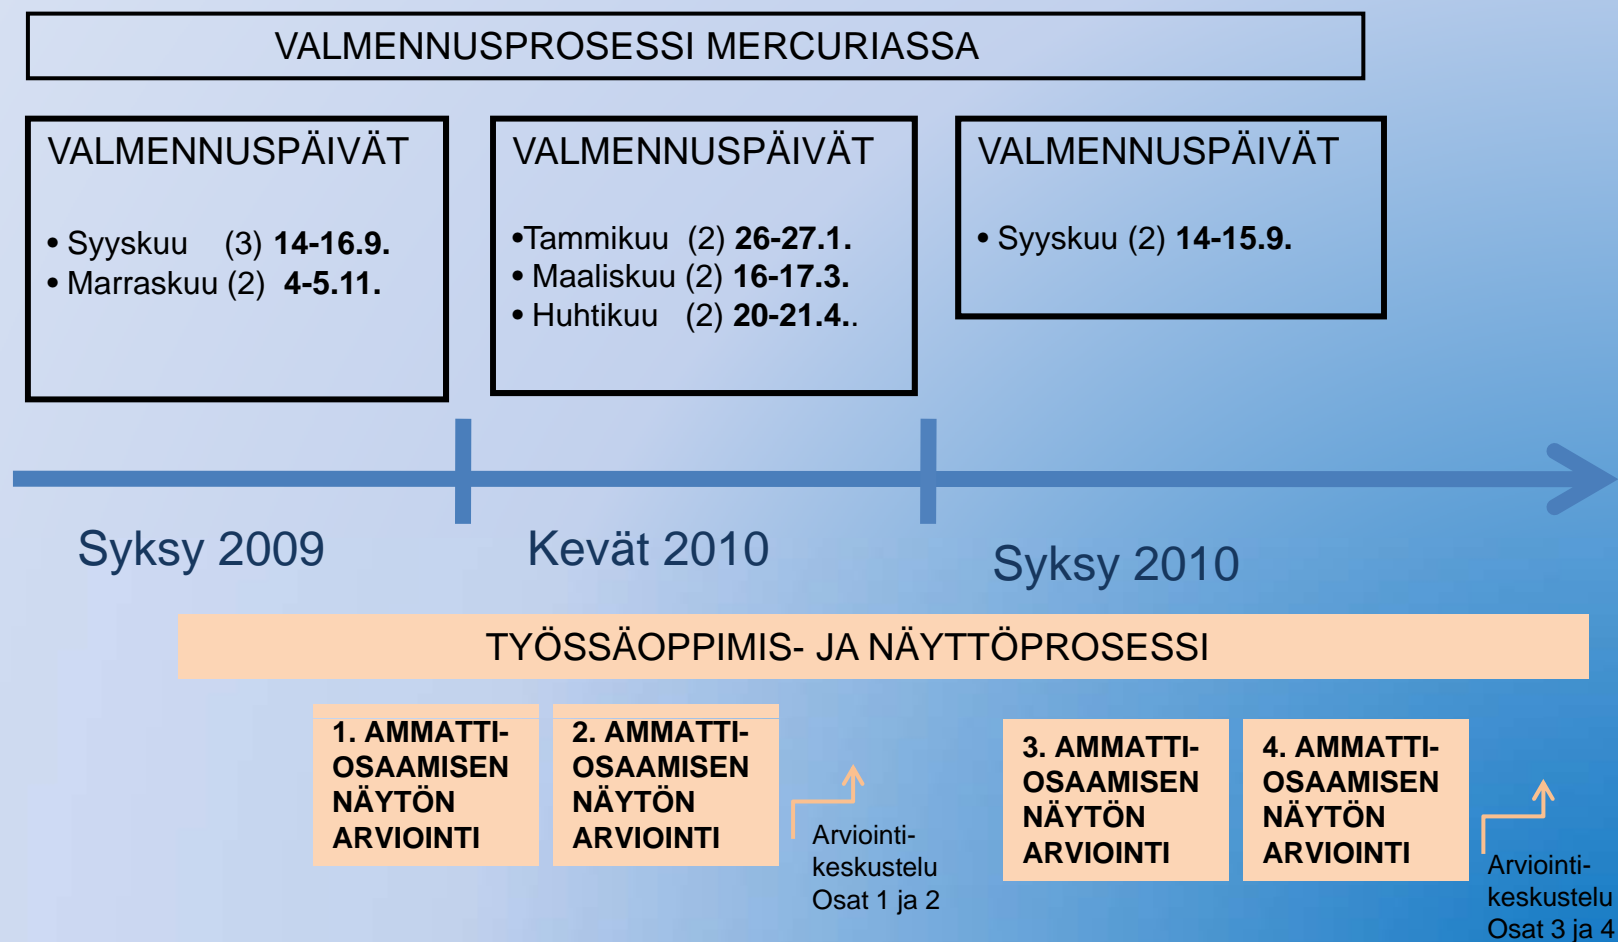 VALMENNUSPROSESSI MERCURIASSA
VALMENNUSPÄIVÄT
• Syyskuu (3) 14-16.9.
• Marraskuu (2) 4-5.11.
VALMENNUSPÄIVÄT
•Tammikuu (2) 26-27.1.
• Maaliskuu (2) 16-17.3.
• Huhtikuu (2) 20-21.4..
VALMENNUSPÄIVÄT
• Syyskuu (2) 14-15.9.
Syksy 2009
Kevät 2010
Syksy 2010
TYÖSSÄOPPIMIS- JA NÄYTTÖPROSESSI
1. AMMATTI-
OSAAMISEN
NÄYTÖN
ARVIOINTI
2. AMMATTI-
OSAAMISEN
NÄYTÖN
ARVIOINTI
Arviointi-
keskustelu
Osat 1 ja 2
3. AMMATTI-
OSAAMISEN
NÄYTÖN
ARVIOINTI
4. AMMATTI-
OSAAMISEN
NÄYTÖN
ARVIOINTI
Arviointi-
keskustelu
Osat 3 ja 4